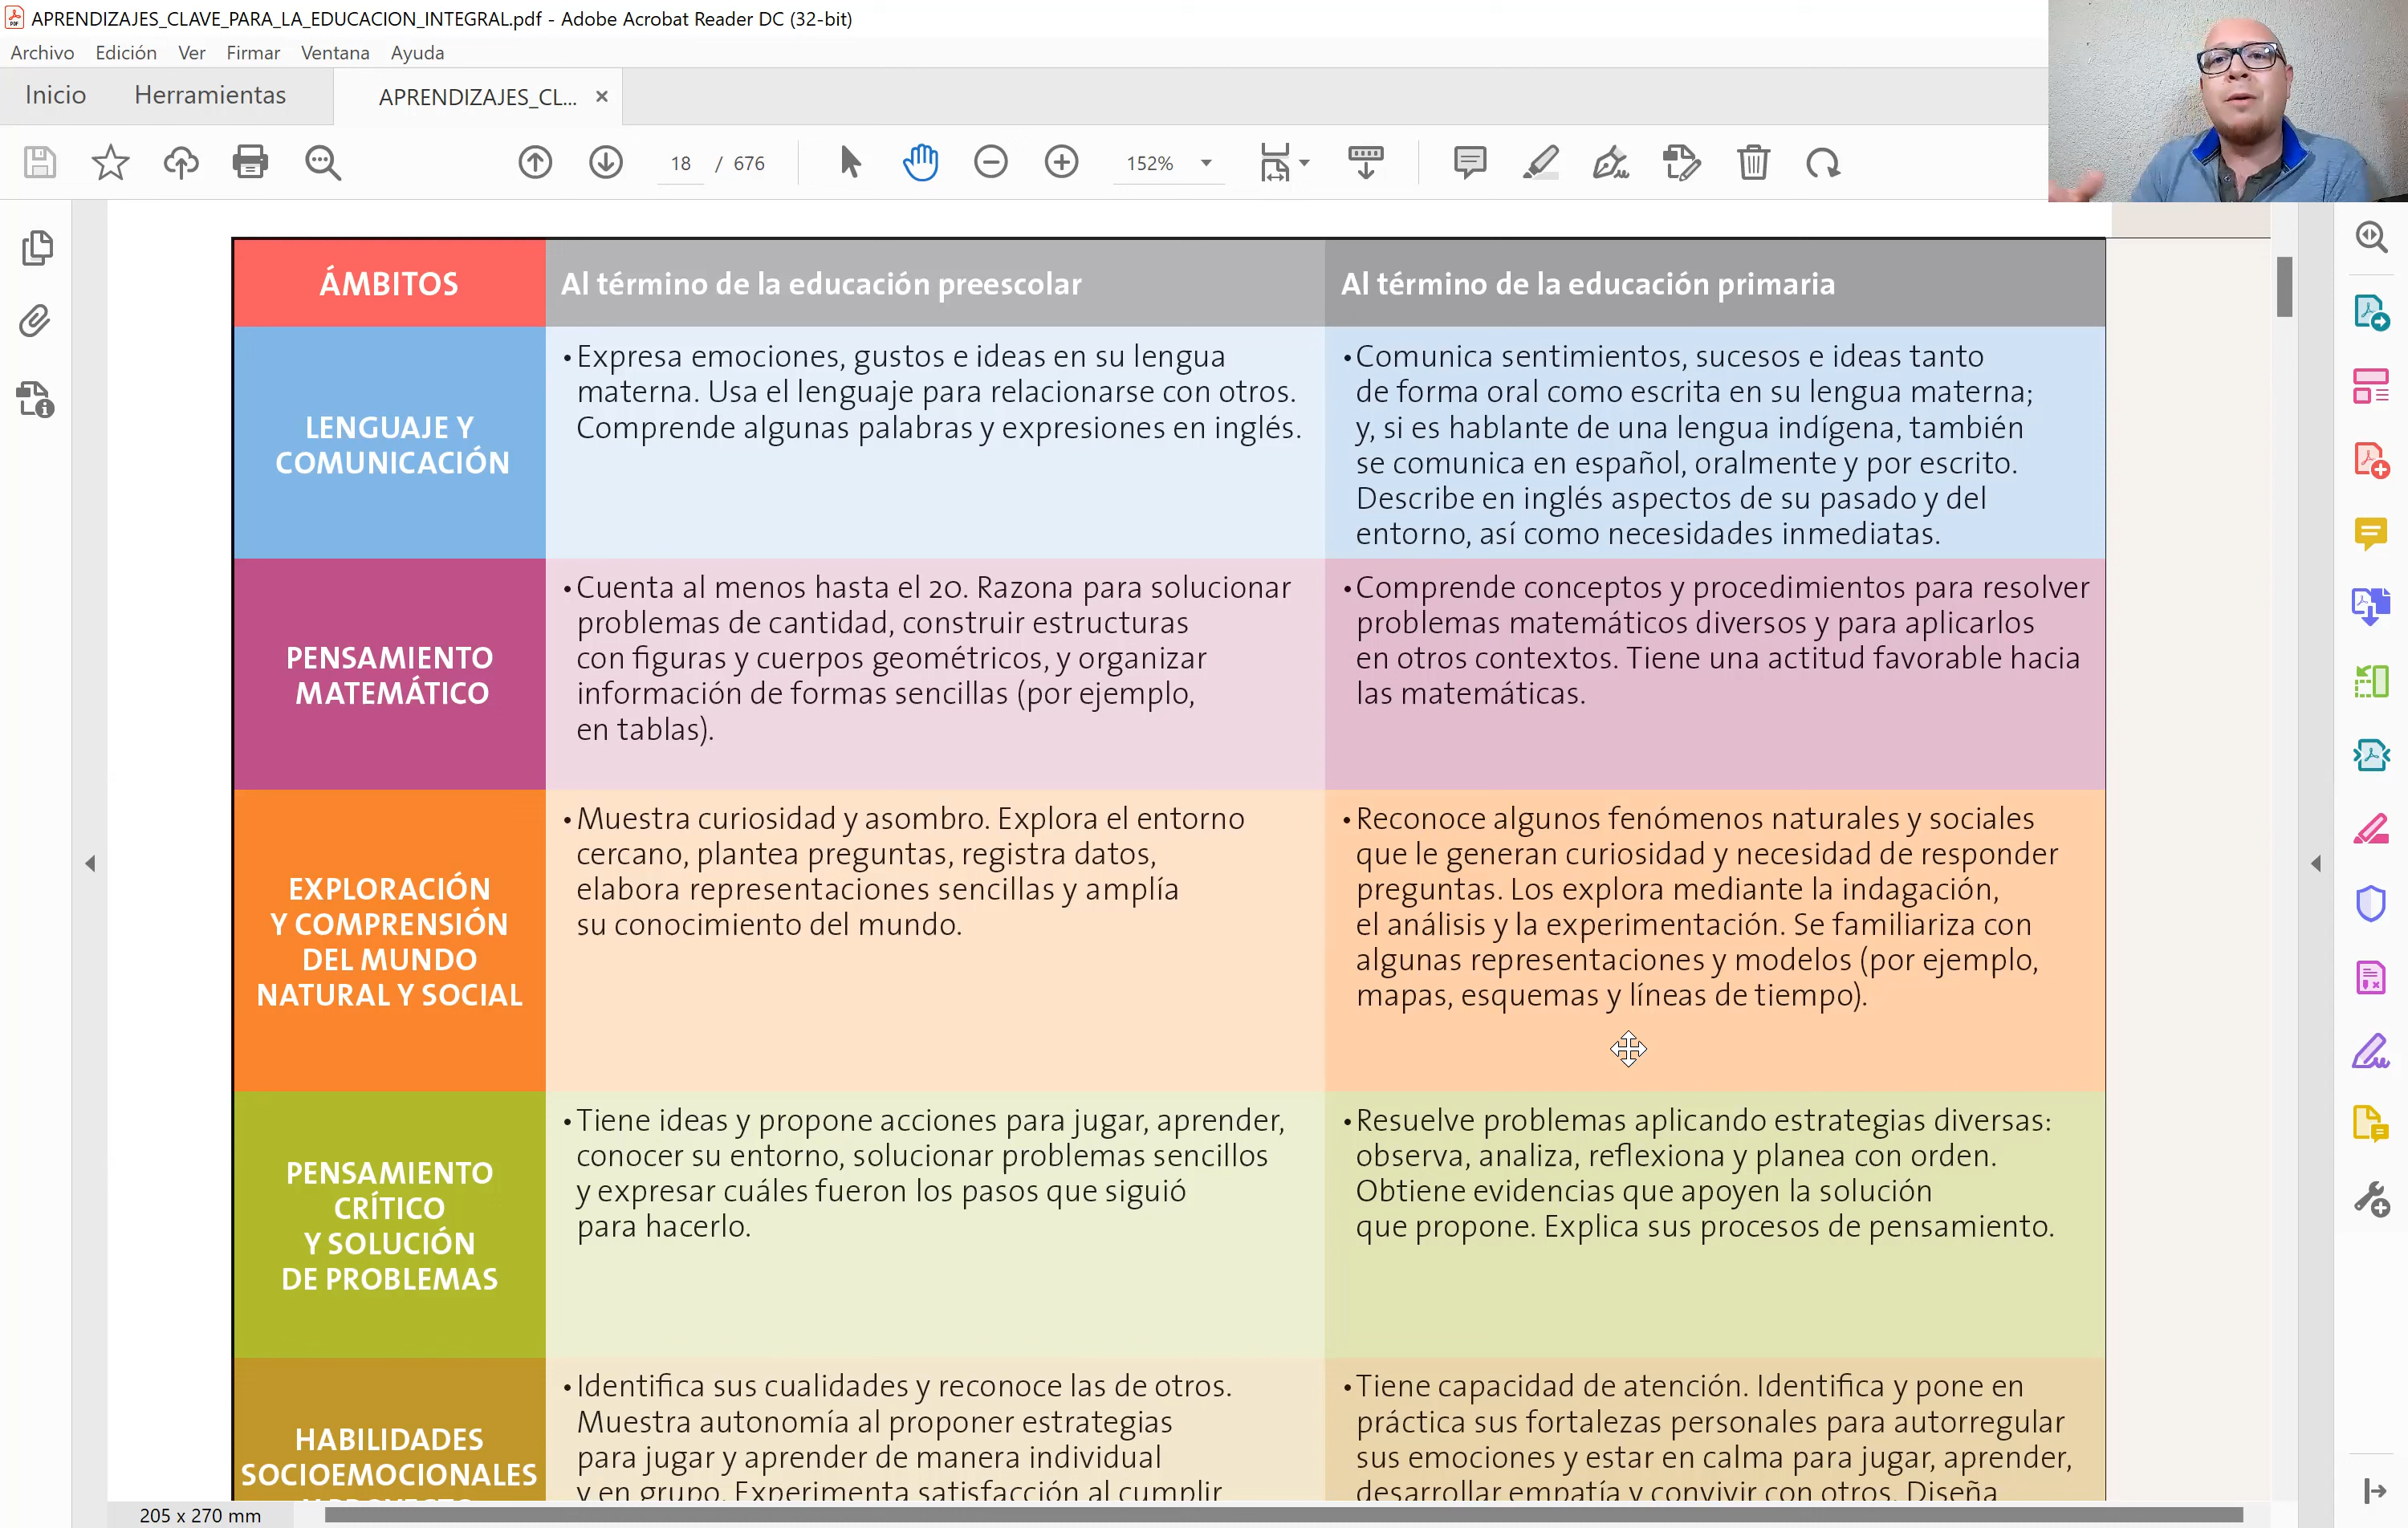 APRENDIZAJES_CLAVE_PARA_LA_EDUCACION_INTEGRAL.pdf - Adobe Acrobat Reader DC (32-bit)
Archivo Edición Ver Firmar Ventana Ayuda
Inicio Herramientas APRENDIZAJES_CL... ×
18 / 676 152%
ÁMBITOS
Al término de la educación preescolar
Al término de la educación primaria
LENGUAJE Y
COMUNICACIÓN
•Expresa emociones, gustos e ideas en su lengua
materna. Usa el lenguaje para relacionarse con otros.
Comprende algunas palabras y expresiones en inglés.
•Comunica sentimientos, sucesos e ideas tanto
de forma oral como escrita en su lengua materna;
y, si es hablante de una lengua indígena, también
se comunica en español, oralmente y por escrito.
Describe en inglés aspectos de su pasado y del
entorno, así como necesidades inmediatas.
PENSAMIENTO
MATEMÁTICO
•Cuenta al menos hasta el 20. Razona para solucionar
problemas de cantidad, construir estructuras
con figuras y cuerpos geométricos, y organizar
información de formas sencillas (por ejemplo,
en tablas).
•Comprende conceptos y procedimientos para resolver
problemas matemáticos diversos y para aplicarlos
en otros contextos. Tiene una actitud favorable hacia
las matemáticas.
EXPLORACIÓN
Y COMPRENSIÓN
DEL MUNDO
NATURAL Y SOCIAL
•Muestra curiosidad y asombro. Explora el entorno
cercano, plantea preguntas, registra datos,
elabora representaciones sencillas y amplía
su conocimiento del mundo.
•Reconoce algunos fenómenos naturales y sociales
que le generan curiosidad y necesidad de responder
preguntas. Los explora mediante la indagación,
el análisis y la experimentación. Se familiariza con
algunas representaciones y modelos (por ejemplo,
mapas, esquemas y líneas de tiempo).
PENSAMIENTO
CRÍTICO
Y SOLUCIÓN
DE PROBLEMAS
•Tiene ideas y propone acciones para jugar, aprender,
conocer su entorno, solucionar problemas sencillos
y expresar cuáles fueron los pasos que siguió
para hacerlo.
•Resuelve problemas aplicando estrategias diversas:
observa, analiza, reflexiona y planea con orden.
Obtiene evidencias que apoyen la solución
que propone. Explica sus procesos de pensamiento.
HABILIDADES
SOCIOEMOCIONALES
•Identifica sus cualidades y reconoce las de otros.
Muestra autonomía al proponer estrategias
para jugar y aprender de manera individual
y en grupo. Experimenta satisfacción al cumplir
•Tiene capacidad de atención. Identifica y pone en
práctica sus fortalezas personales para autorregular
sus emociones y estar en calma para jugar, aprender,
desarrollar empatía y convivir con otros. Diseña
205 x 270 mm